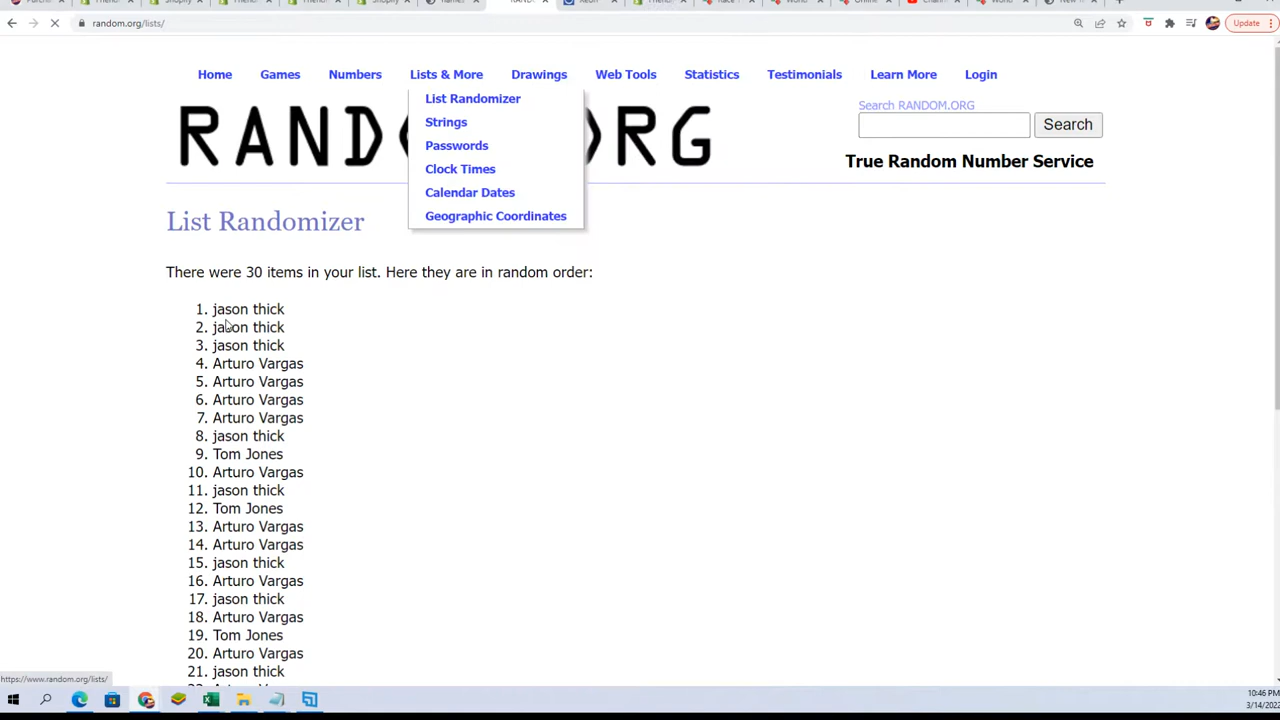 random.org/lists/
Update
Home Games Numbers Lists & More Drawings Web Tools Statistics Testimonials Learn More Login
List Randomizer
Strings
Passwords
Clock Times
Calendar Dates
Geographic Coordinates
Search RANDOM.ORG
Search
True Random Number Service
List Randomizer
There were 30 items in your list. Here they are in random order:
1. jason thick
2. jason thick
3. jason thick
4. Arturo Vargas
5. Arturo Vargas
6. Arturo Vargas
7. Arturo Vargas
8. jason thick
9. Tom Jones
10. Arturo Vargas
11. jason thick
12. Tom Jones
13. Arturo Vargas
14. Arturo Vargas
15. jason thick
16. Arturo Vargas
17. jason thick
18. Arturo Vargas
19. Tom Jones
20. Arturo Vargas
21. jason thick
https://www.random.org/lists/
10:46 PM